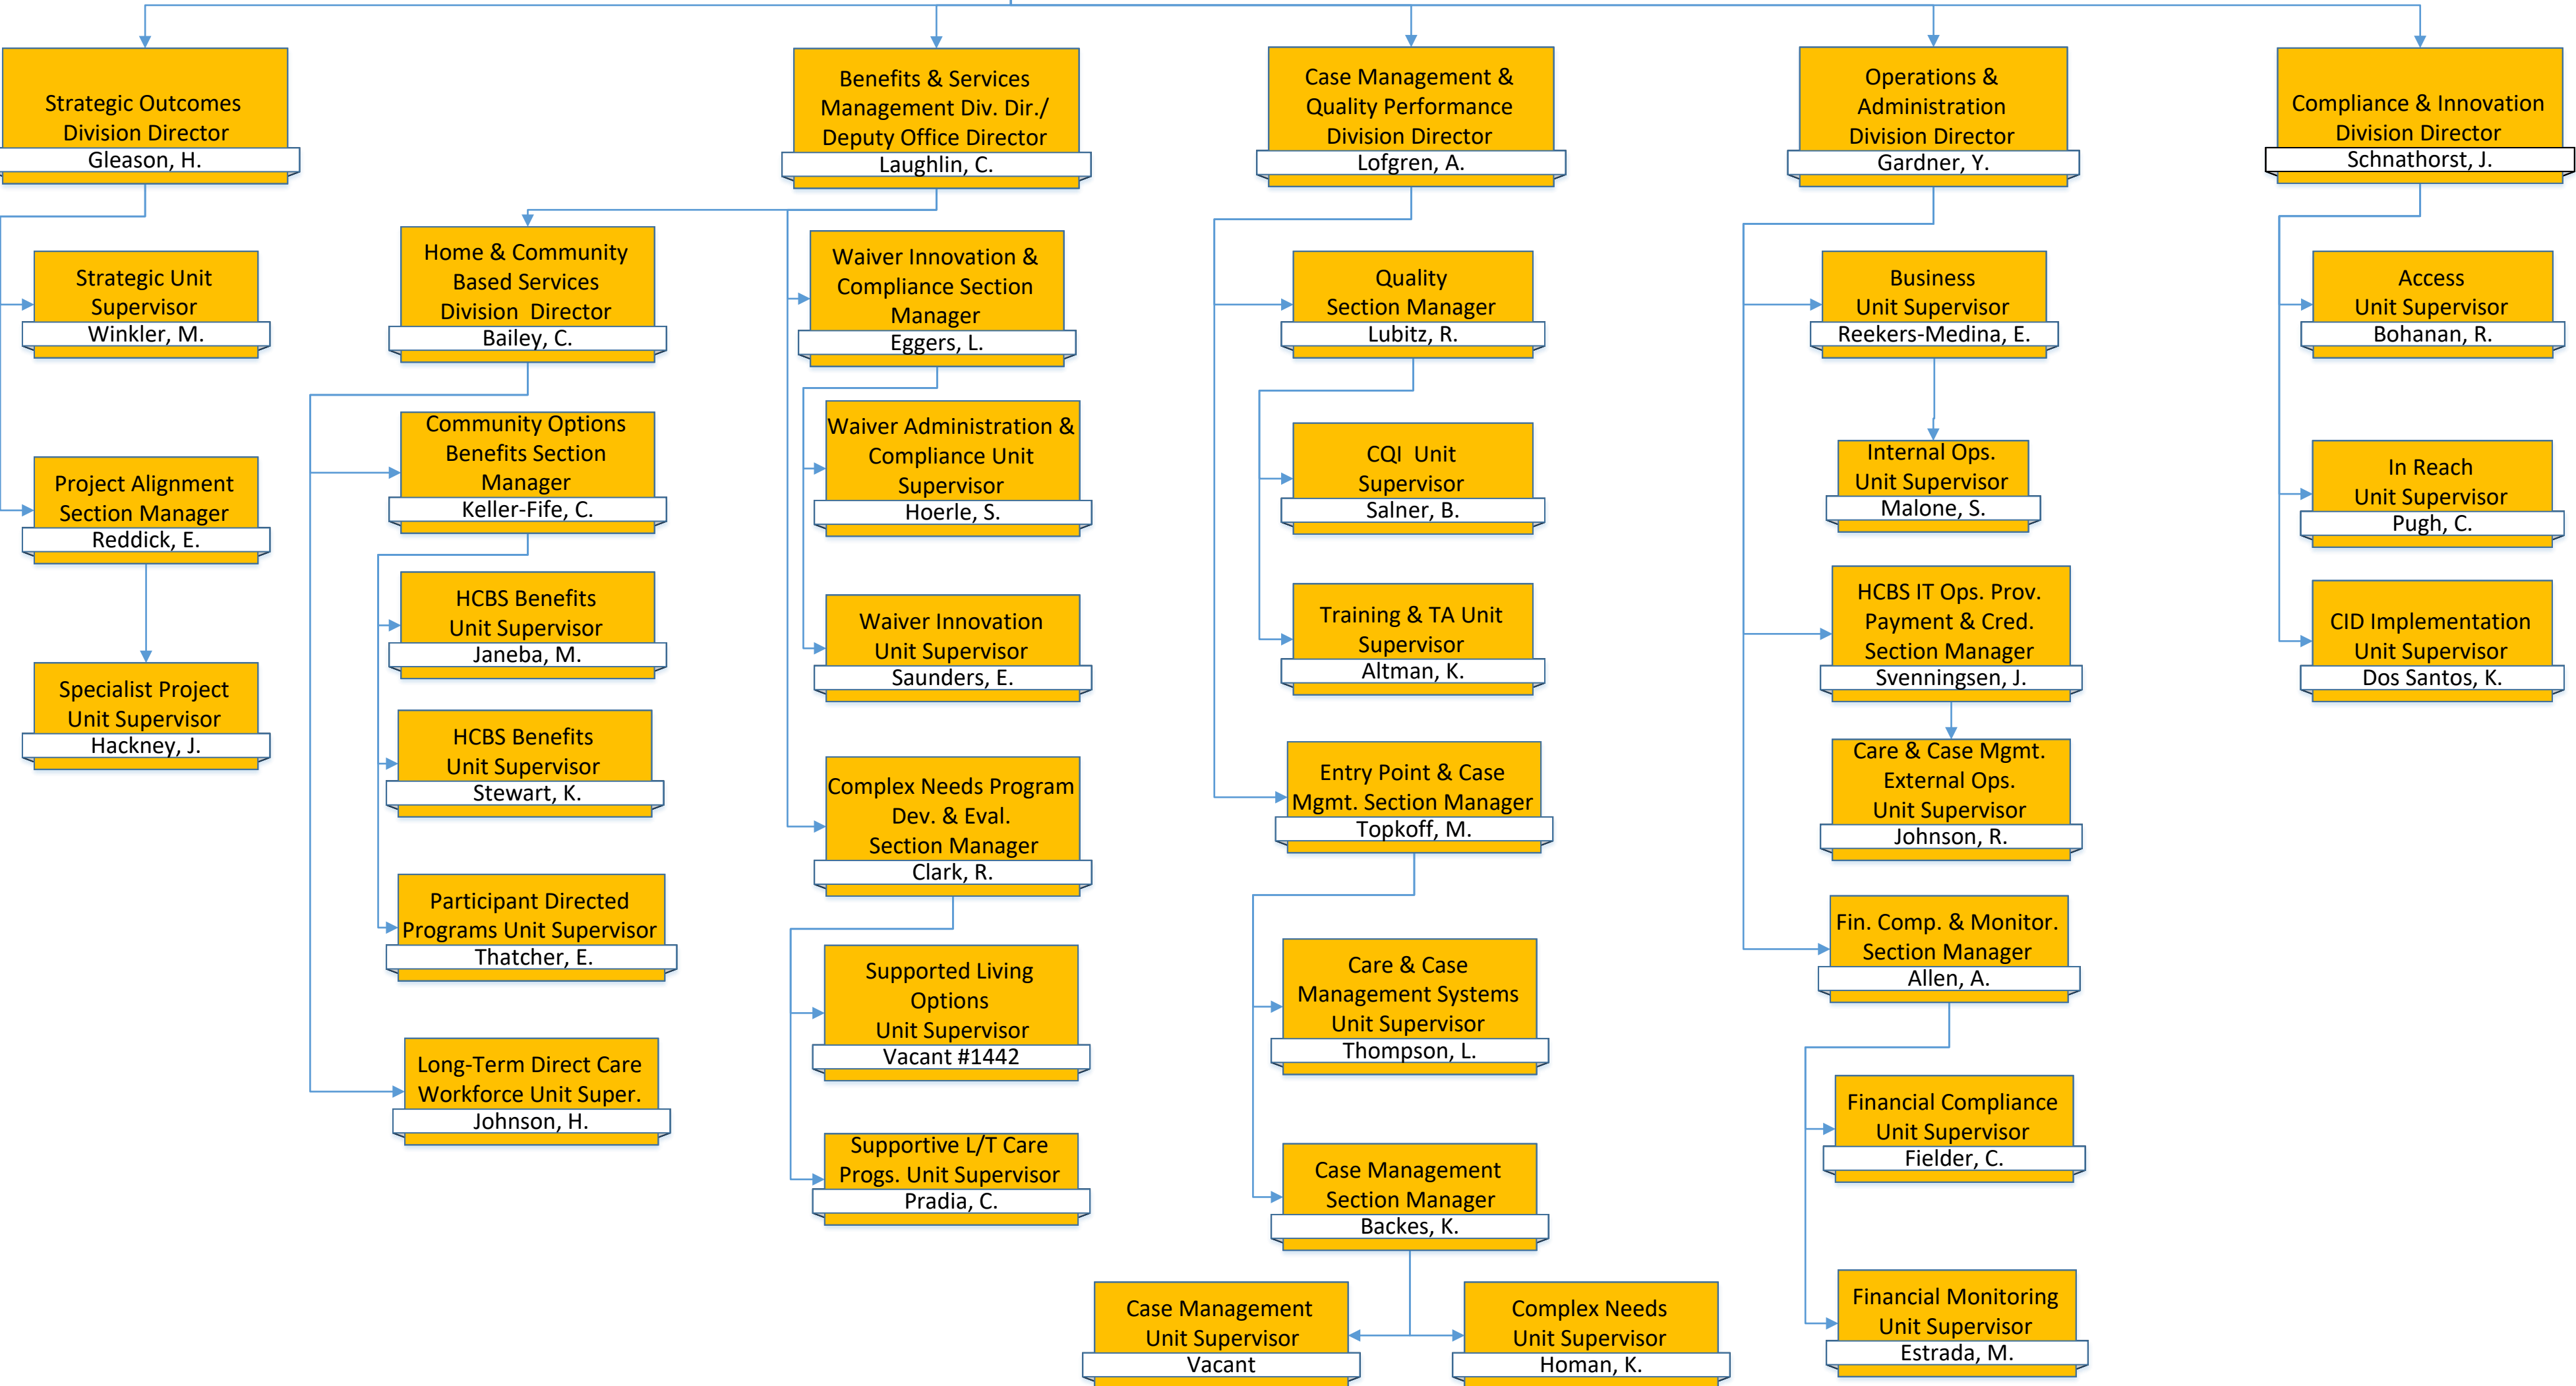 Strategic Outcomes
Division Director
Gleason, H.
Strategic Unit
Supervisor
Winkler, M.
Project Alignment
Section Manager
Reddick, E.
Specialist Project
Unit Supervisor
Hackney, J.
Benefits & Services
Management Div. Dir./
Deputy Office Director
Laughlin, C.
Home & Community
Based Services
Division Director
Bailey, C.
Community Options
Benefits Section
Manager
Keller-Fife, C.
HCBS Benefits
Unit Supervisor
Janeba, M.
HCBS Benefits
Unit Supervisor
Stewart, K.
Participant Directed
Programs Unit Supervisor
Thatcher, E.
Long-Term Direct Care
Workforce Unit Super.
Johnson, H.
Waiver Innovation &
Compliance Section
Manager
Eggers, L.
Waiver Administration &
Compliance Unit
Supervisor
Hoerle, S.
Waiver Innovation
Unit Supervisor
Saunders, E.
Complex Needs Program
Dev. & Eval.
Section Manager
Clark, R.
Supported Living
Options
Unit Supervisor
Vacant #1442
Supportive L/T Care
Progs. Unit Supervisor
Pradia, C.
Case Management &
Quality Performance
Division Director
Lofgren, A.
Quality
Section Manager
Lubitz, R.
CQI Unit
Supervisor
Salner, B.
Training & TA Unit
Supervisor
Altman, K.
Entry Point & Case
Mgmt. Section Manager
Topkoff, M.
Care & Case
Management Systems
Unit Supervisor
Thompson, L.
Case Management
Section Manager
Backes, K.
Case Management
Unit Supervisor
Vacant
Complex Needs
Unit Supervisor
Homan, K.
Operations &
Administration
Division Director
Gardner, Y.
Business
Unit Supervisor
Reekers-Medina, E.
Internal Ops.
Unit Supervisor
Malone, S.
HCBS IT Ops. Prov.
Payment & Cred.
Section Manager
Svenningsen, J.
Care & Case Mgmt.
External Ops.
Unit Supervisor
Johnson, R.
Fin. Comp. & Monitor.
Section Manager
Allen, A.
Financial Compliance
Unit Supervisor
Fielder, C.
Financial Monitoring
Unit Supervisor
Estrada, M.
Compliance & Innovation
Division Director
Schnathorst, J.
Access
Unit Supervisor
Bohanan, R.
In Reach
Unit Supervisor
Pugh, C.
CID Implementation
Unit Supervisor
Dos Santos, K.